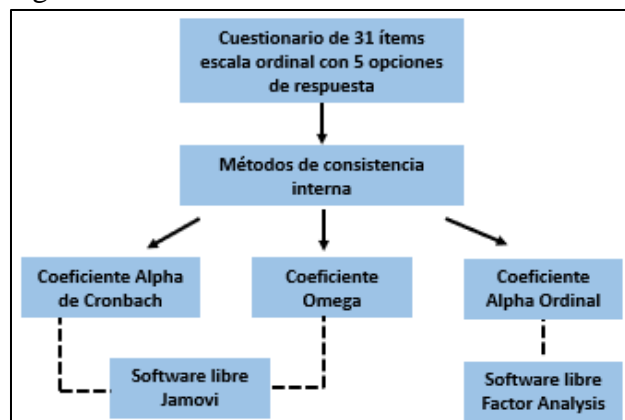 Cuestionario de 31 ítems
escala ordinal con 5 opciones
de respuesta
Métodos de consistencia
interna
Coeficiente Alpha
de Cronbach
Coeficiente
Omega
Coeficiente
Alpha Ordinal
Software libre
Jamovi
Software libre
Factor Analysis